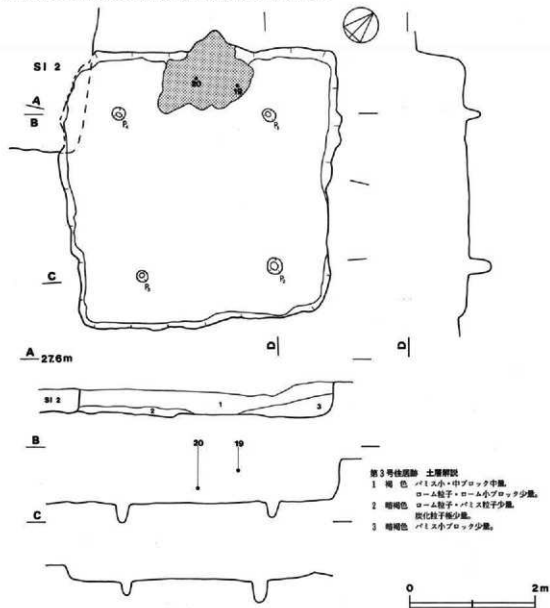 SI 2
A
B
20
19
P₄
P₁
P₃
P₂
C
D
D
A 27.6m
SI 2
1
2
3
B
20
19
C
第3号住居跡 土層解説
1 褐色 パミス小・中ブロック中量,
ローム粒子・ローム小ブロック少量。
2 暗褐色 ローム粒子・パミス粒子少量,
炭化粒子極少量。
3 暗褐色 パミス小ブロック少量。
0
2m